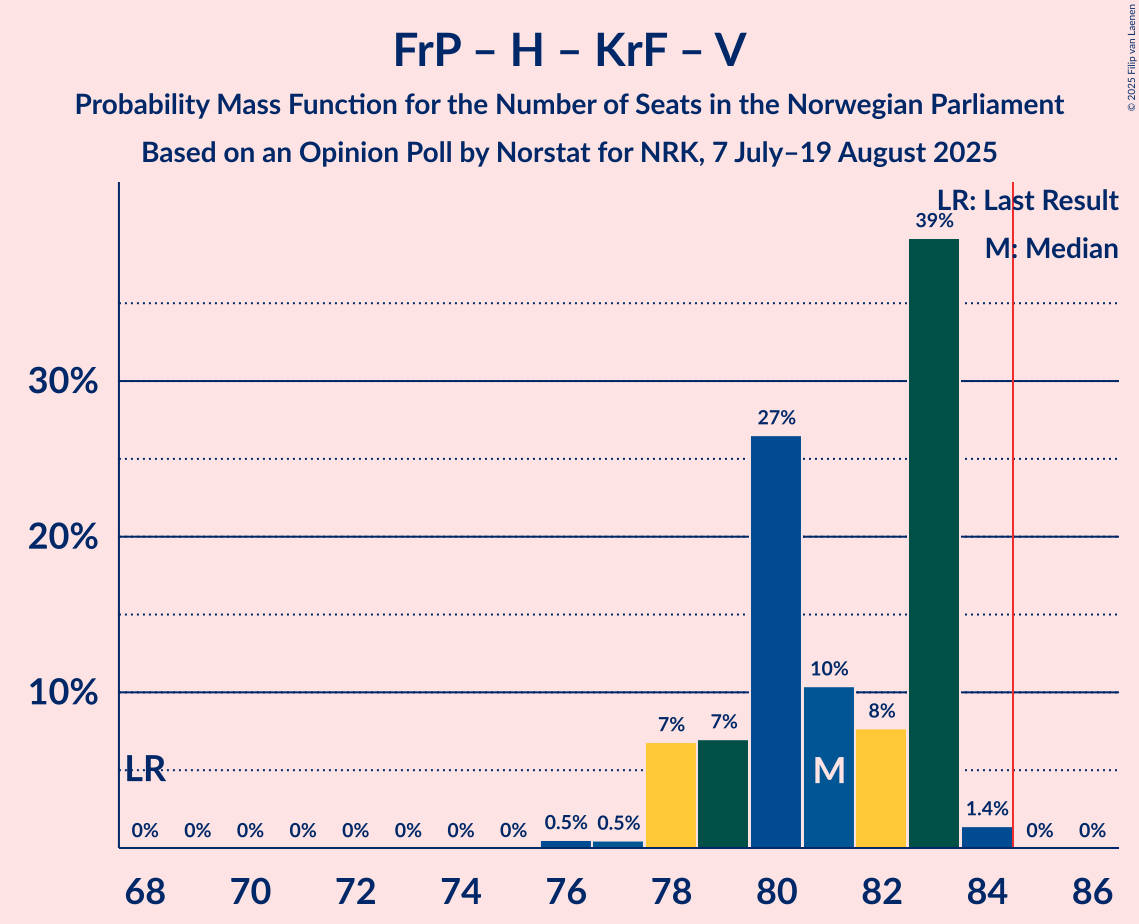 FrP – H – KrF – V
Probability Mass Function for the Number of Seats in the Norwegian Parliament
Based on an Opinion Poll by Norstat for NRK, 7 July–19 August 2025
© 2025 Filip van Laenen
LR: Last Result
M: Median
30%
20%
10%
LR
M
0% 0% 0% 0% 0% 0% 0% 0% 0.5% 0.5% 7% 7% 27% 10% 8% 39% 1.4% 0% 0%
68 70 72 74 76 78 80 82 84 86